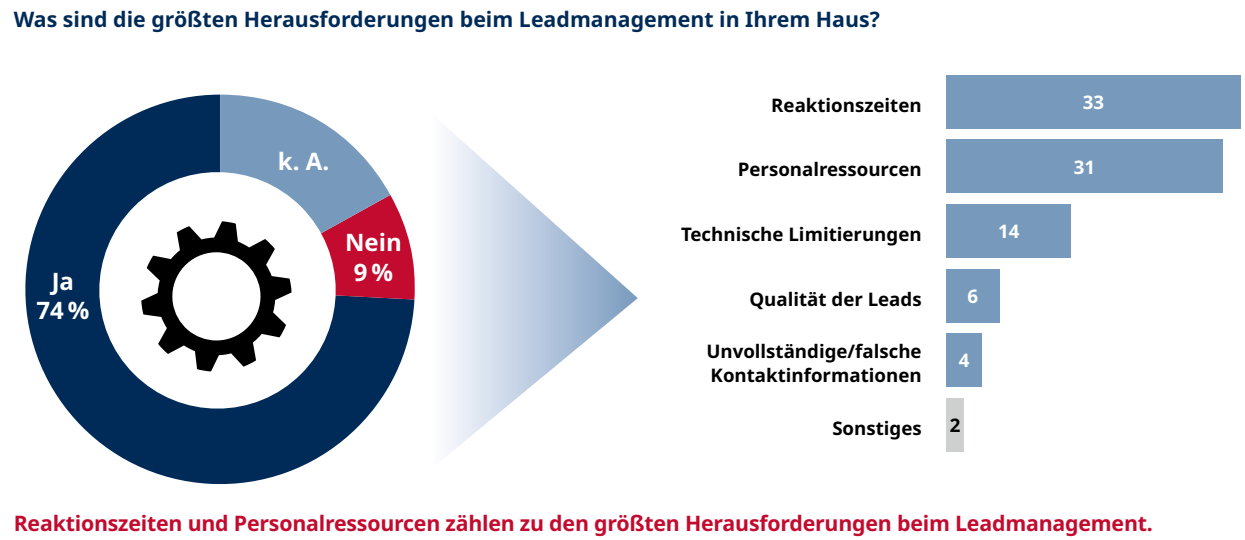 Was sind die größten Herausforderungen beim Leadmanagement in Ihrem Haus?
k. A.
Nein
9 %
Ja
74 %
Reaktionszeiten
33
Personalressourcen
31
Technische Limitierungen
14
Qualität der Leads
6
Unvollständige/falsche
Kontaktinformationen
4
Sonstiges
2
Reaktionszeiten und Personalressourcen zählen zu den größten Herausforderungen beim Leadmanagement.